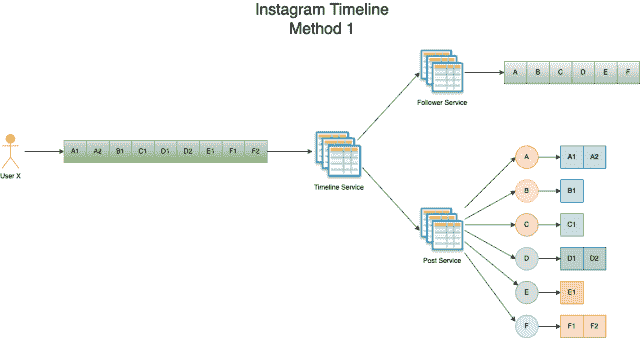 Instagram Timeline
Method 1
Follower Service
A B C D E F
User X
A1 A2 B1 C1 D1 D2 E1 F1 F2
Timeline Service
Post Service
A A1 A2
B B1
C C1
D D1 D2
E E1
F F1 F2